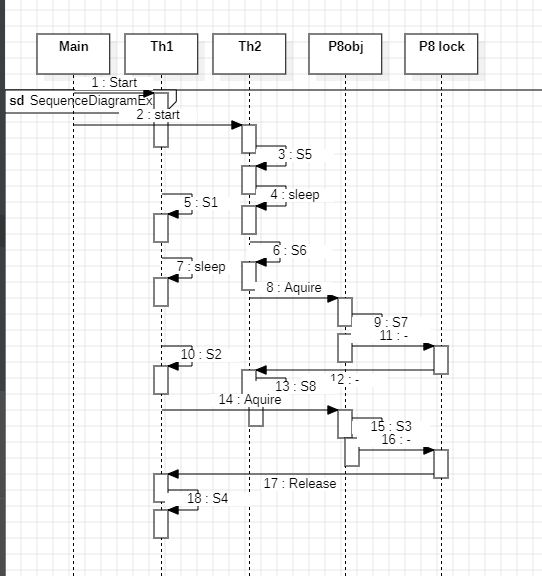 Main
Th1
Th2
P8obj
P8 lock
1 : Start
sd SequenceDiagramEx
2 : start
3 : S5
4 : sleep
5 : S1
6 : S6
7 : sleep
8 : Aquire
9 : S7
11 : -
10 : S2
12 : -
13 : S8
14 : Aquire
15 : S3
16 : -
17 : Release
18 : S4